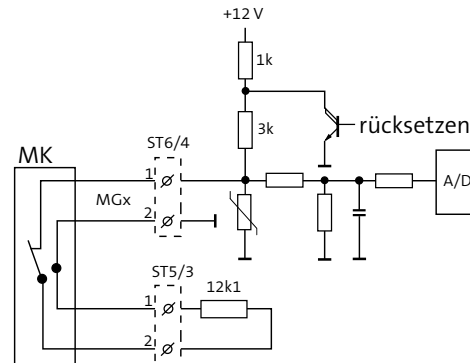 +12 V
1k
rücksetzen
3k
ST6/4
MK
A/D
1
MGx
2
ST5/3
1
12k1
2